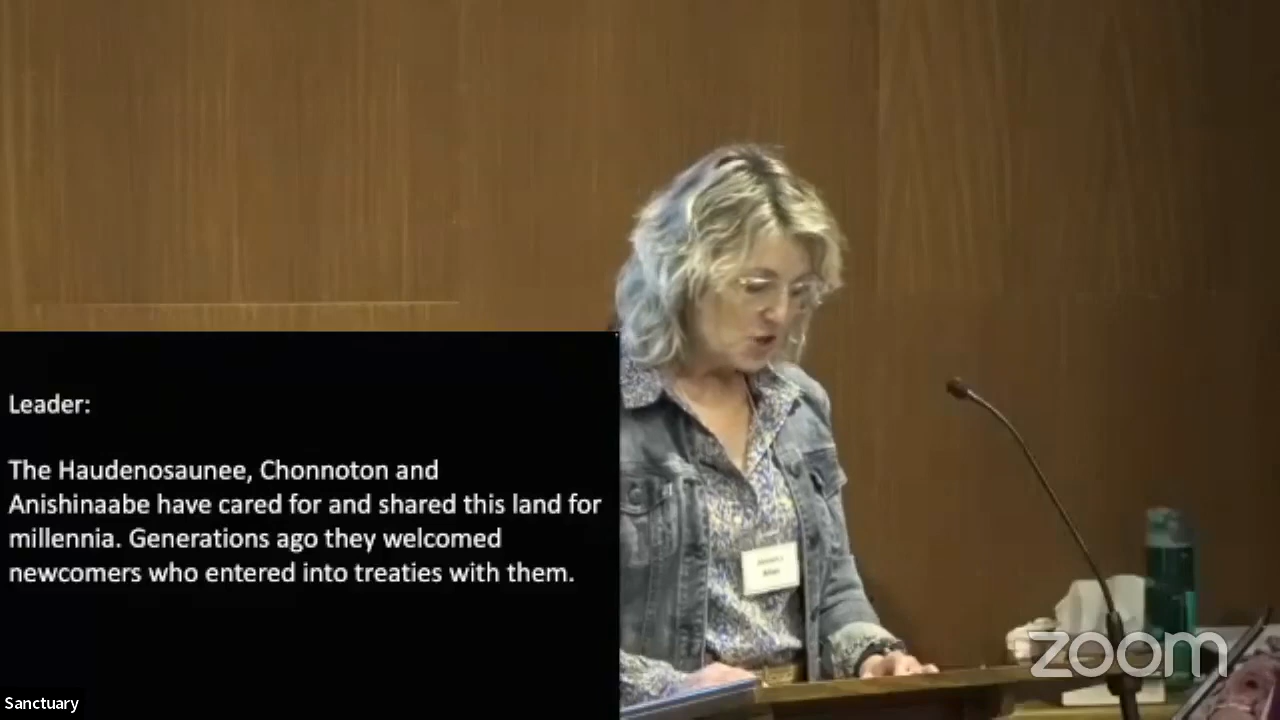 Leader:
The Haudenosaunee, Chonnoton and
Anishinaabe have cared for and shared this land for
millennia. Generations ago they welcomed
newcomers who entered into treaties with them.
Sanctuary
zoom